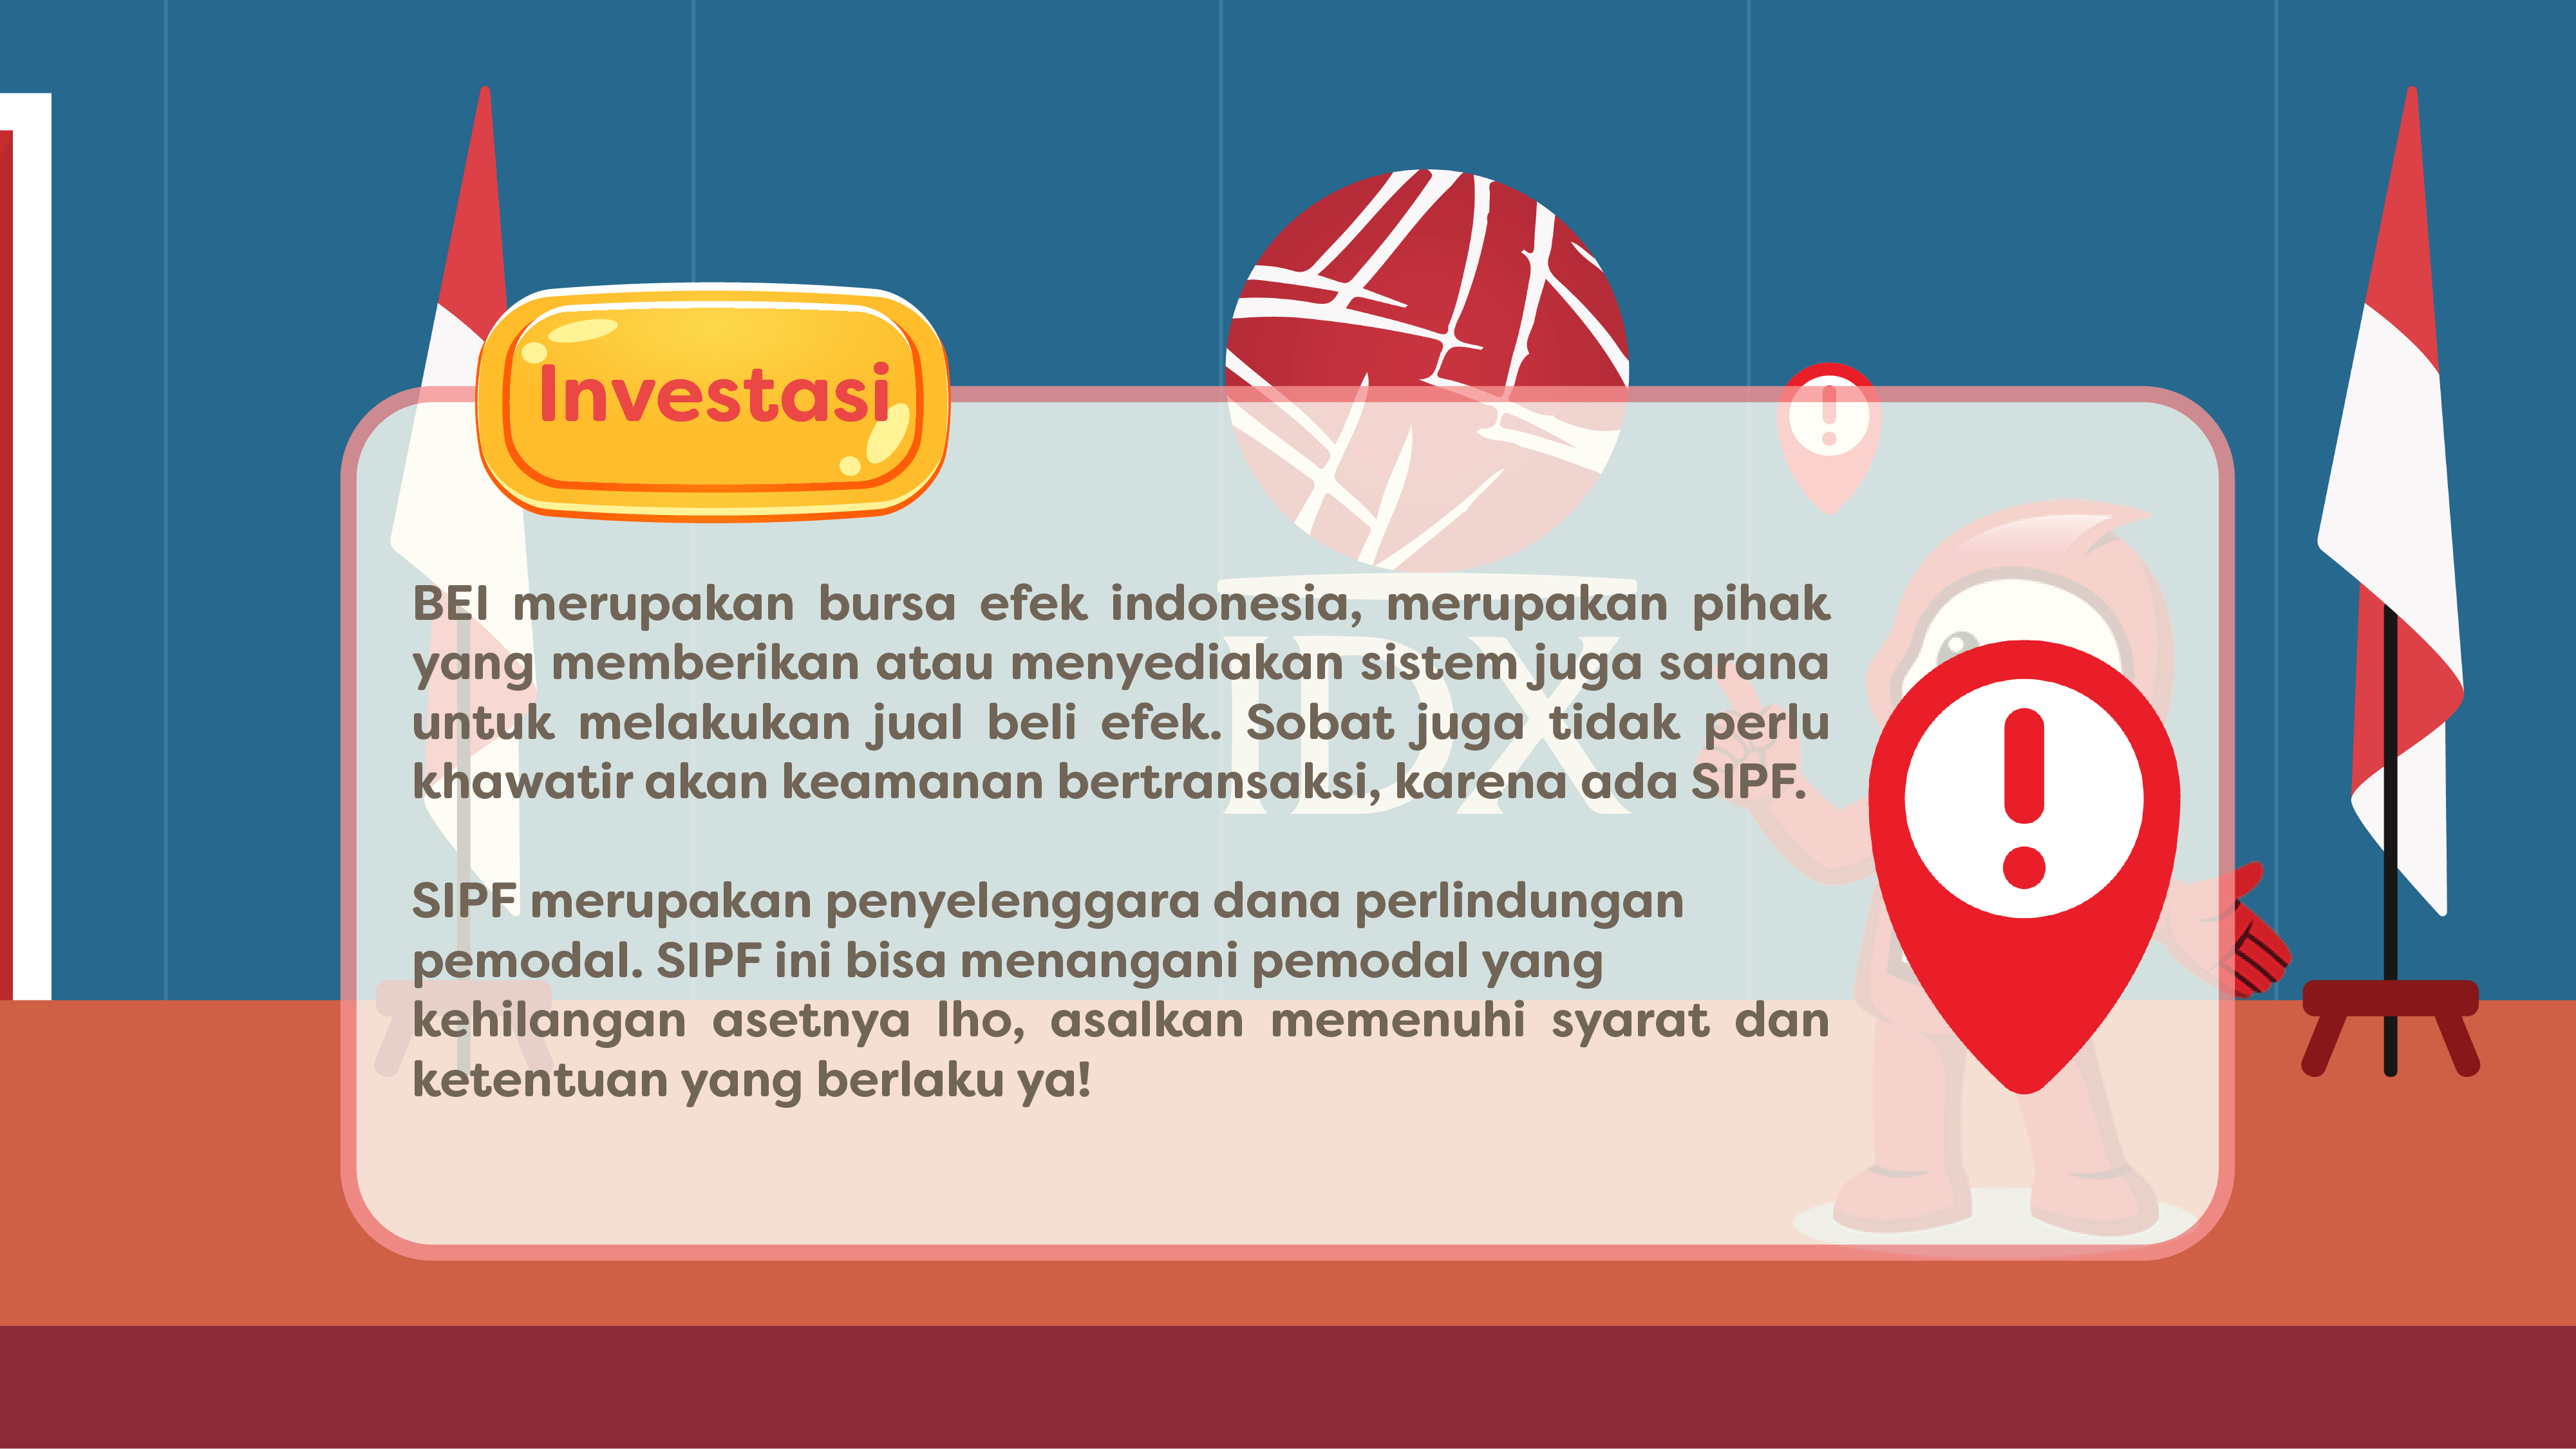 Investasi
BEI merupakan bursa efek indonesia, merupakan pihak
yang memberikan atau menyediakan sistem juga sarana
untuk melakukan jual beli efek. Sobat juga tidak perlu
khawatir akan keamanan bertransaksi, karena ada SIPF.
SIPF merupakan penyelenggara dana perlindungan
pemodal. SIPF ini bisa menangani pemodal yang
kehilangan asetnya lho, asalkan memenuhi syarat dan
ketentuan yang berlaku ya!
IDX